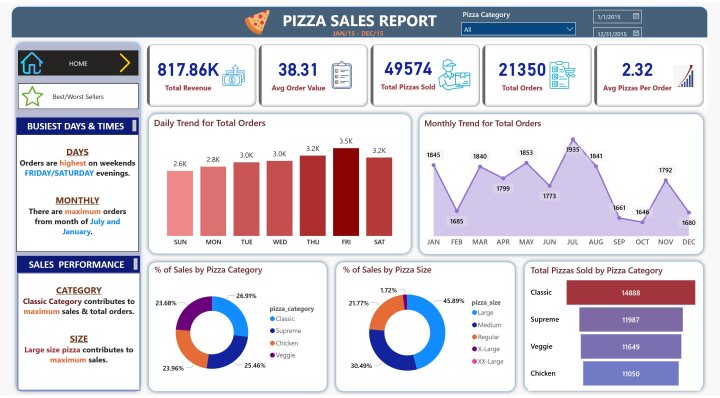 PIZZA SALES REPORT
JAN/15 - DEC/15
Pizza Category
All
1/1/2015
12/31/2015
HOME
Best/Worst Sellers
817.86K
Total Revenue
38.31
Avg Order Value
49574
Total Pizzas Sold
21350
Total Orders
2.32
Avg Pizzas Per Order
BUSIEST DAYS & TIMES
DAYS
Orders are highest on weekends
FRIDAY/SATURDAY evenings.
MONTHLY
There are maximum orders
from month of July and
January.
SALES PERFORMANCE
CATEGORY
Classic Category contributes to
maximum sales & total orders.
SIZE
Large size pizza contributes to
maximum sales.
Daily Trend for Total Orders
2.6K
2.8K
3.0K
3.0K
3.2K
3.5K
3.2K
SUN
MON
TUE
WED
THU
FRI
SAT
Monthly Trend for Total Orders
1845
1685
1840
1799
1853
1773
1935
1841
1661
1646
1792
1680
JAN
FEB
MAR
APR
MAY
JUN
JUL
AUG
SEP
OCT
NOV
DEC
% of Sales by Pizza Category
26.91%
25.46%
23.96%
23.68%
pizza_category
Classic
Supreme
Chicken
Veggie
% of Sales by Pizza Size
1.72%
45.89%
30.49%
21.77%
pizza_size
Large
Medium
Regular
X-Large
XX-Large
Total Pizzas Sold by Pizza Category
Classic
14888
Supreme
11987
Veggie
11649
Chicken
11050